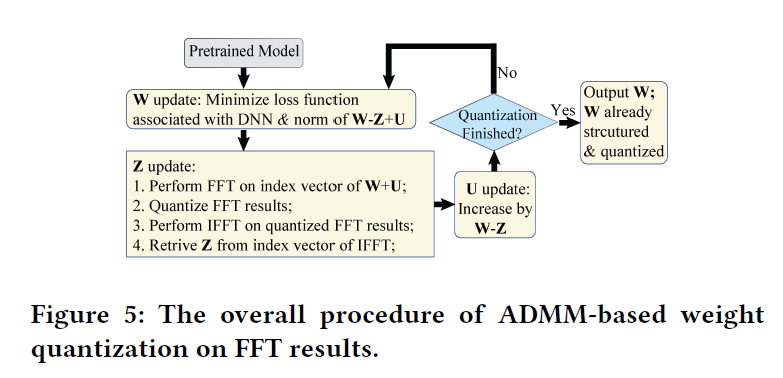 Pretrained Model
W update: Minimize loss function
associated with DNN & norm of W-Z+U
Z update:
1. Perform FFT on index vector of W+U;
2. Quantize FFT results;
3. Perform IFFT on quantized FFT results;
4. Retrive Z from index vector of IFFT;
U update:
Increase by
W-Z
Quantization
Finished?
No
Yes
Output W;
W already
strcutured
& quantized
Figure 5: The overall procedure of ADMM-based weight
quantization on FFT results.